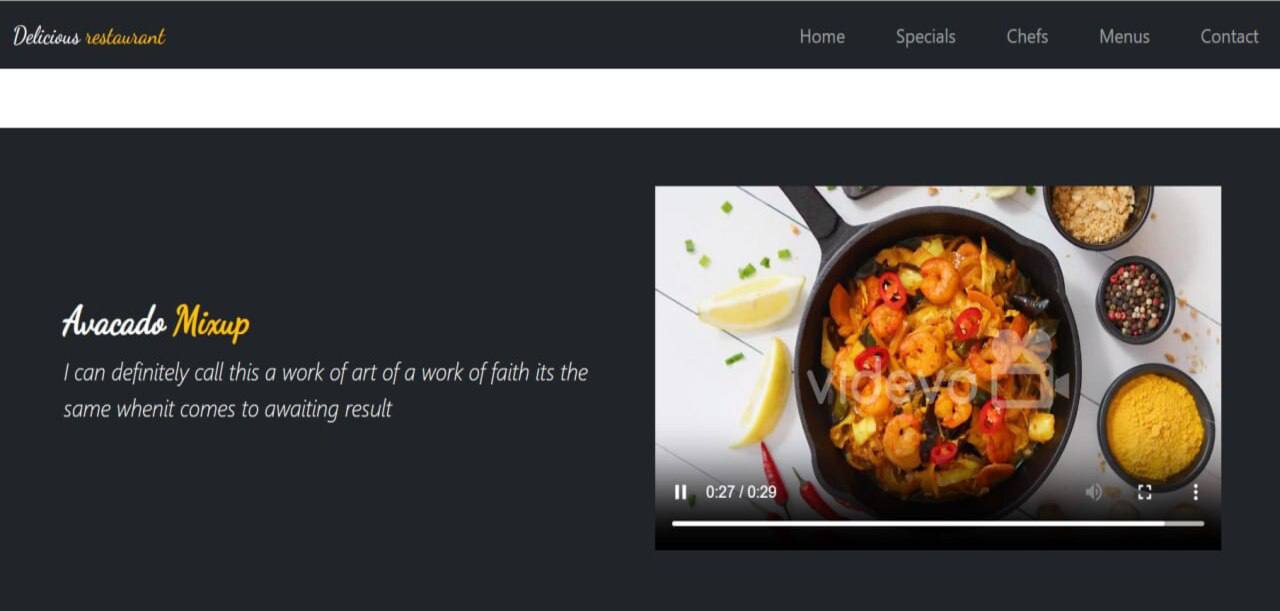 Delicious restaurant
Home Specials Chefs Menus Contact
Avacado Mixup
I can definitely call this a work of art of a work of faith its the
same whenit comes to awaiting result
videvo
0:27 / 0:29